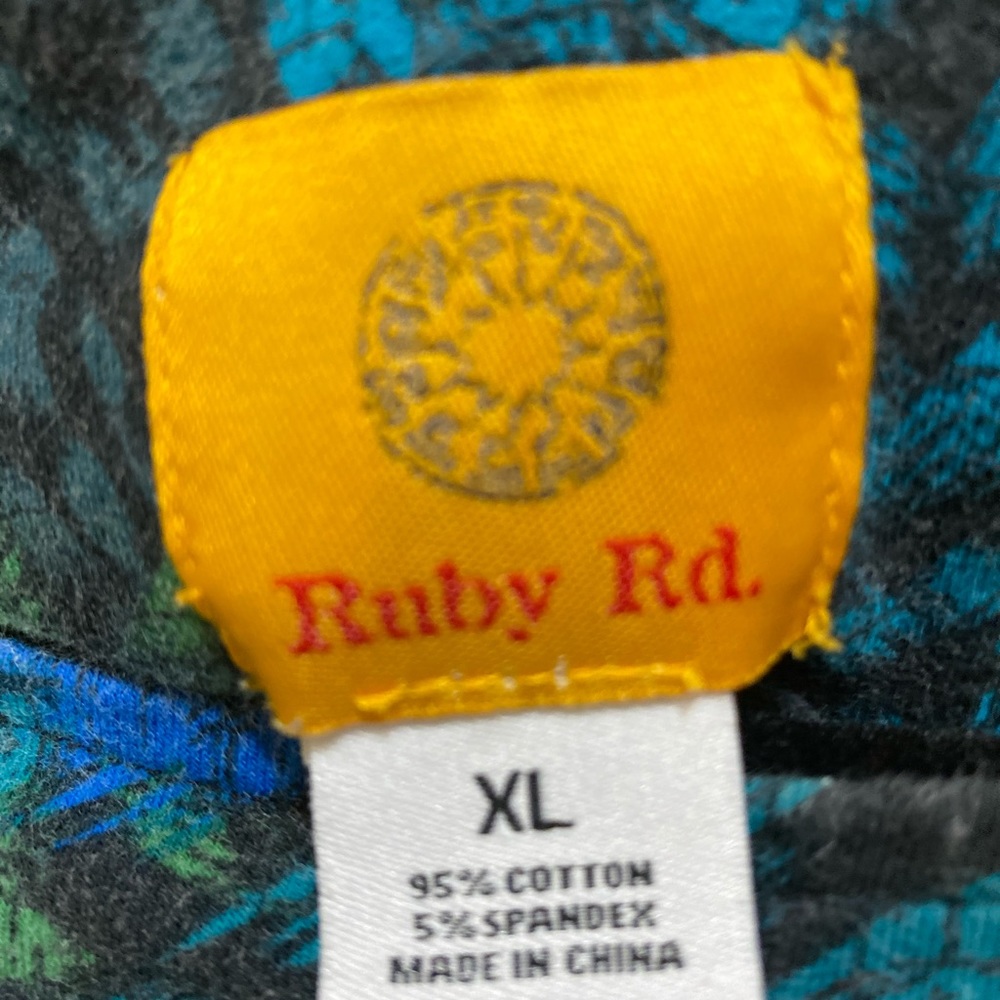 Ruby Rd.
XL
95% COTTON
5% SPANDEX
MADE IN CHINA